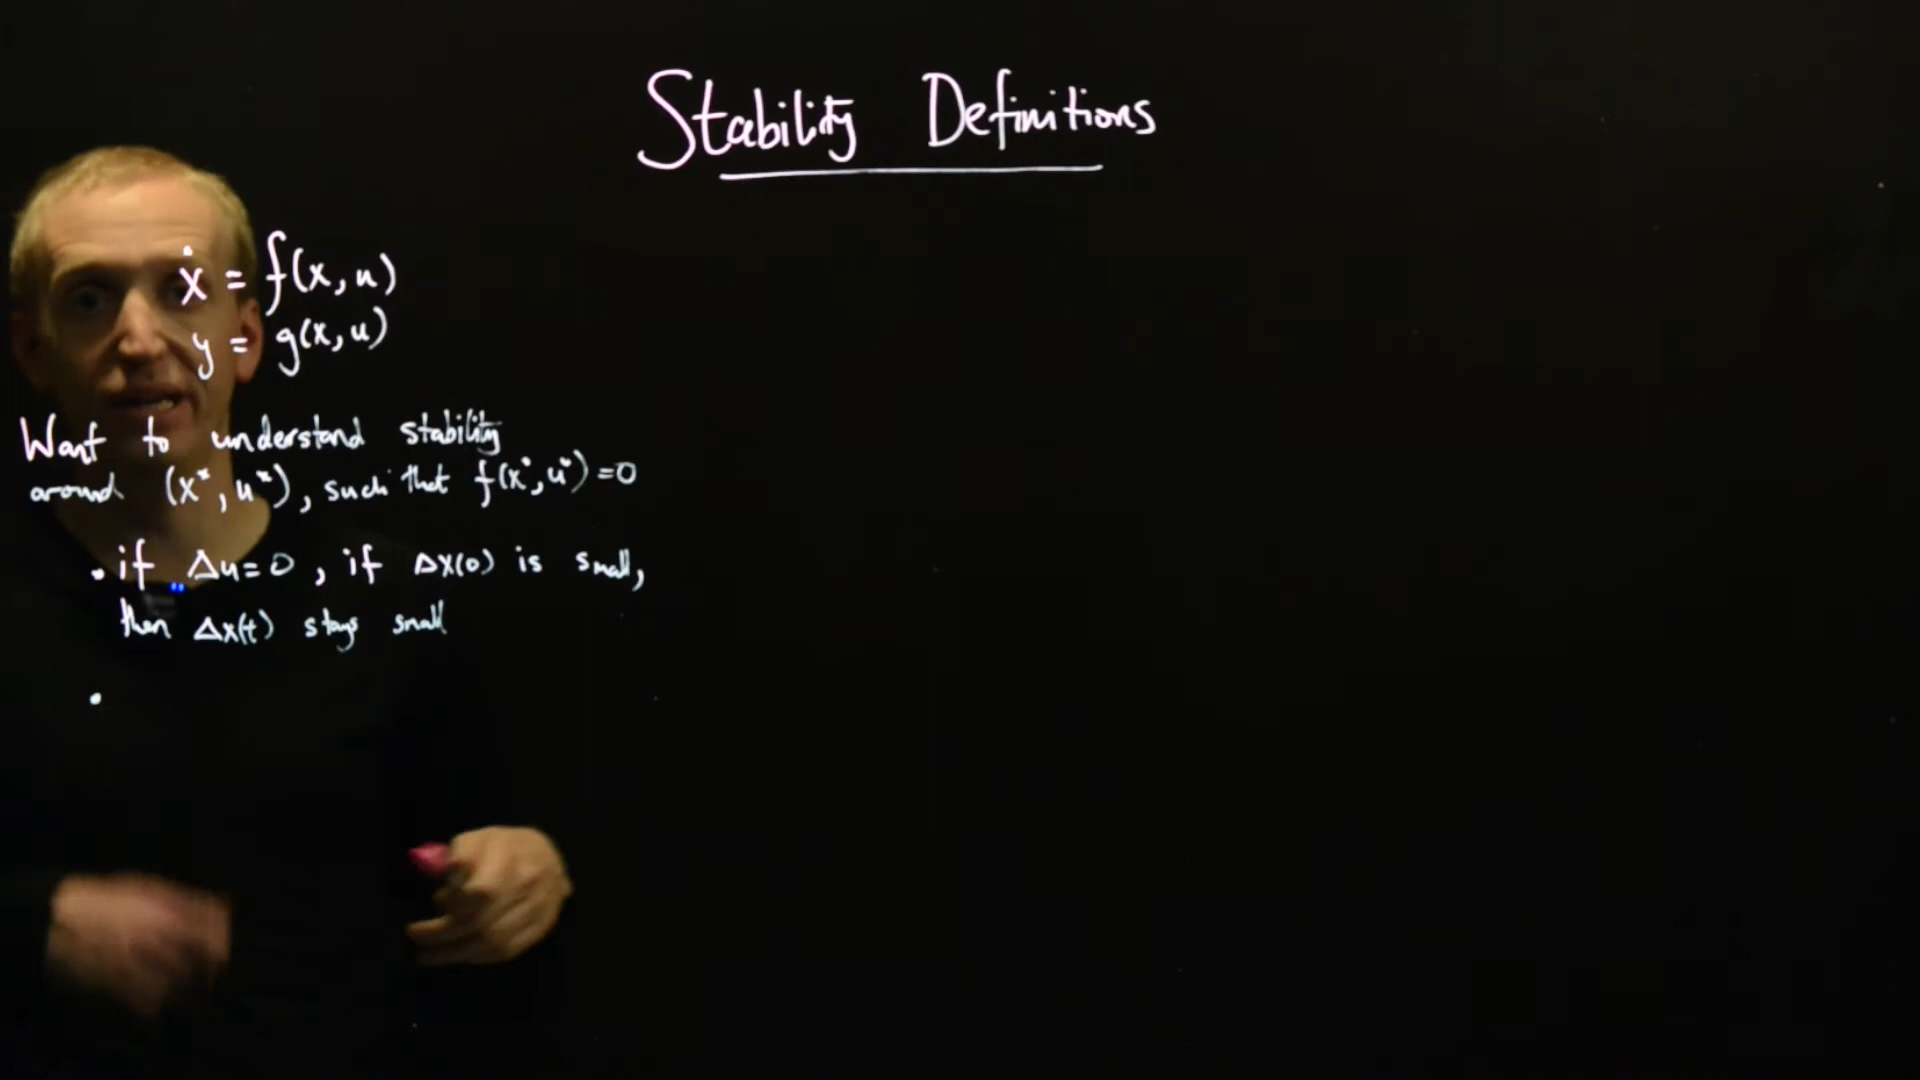 Stability Definitions
ẋ = f(x, u)
y = g(x, u)
Want to understand stability
around (x*, u*), such that f(x*, u*) = 0
• if Δu = 0, if Δx(0) is small,
then Δx(t) stays small
•